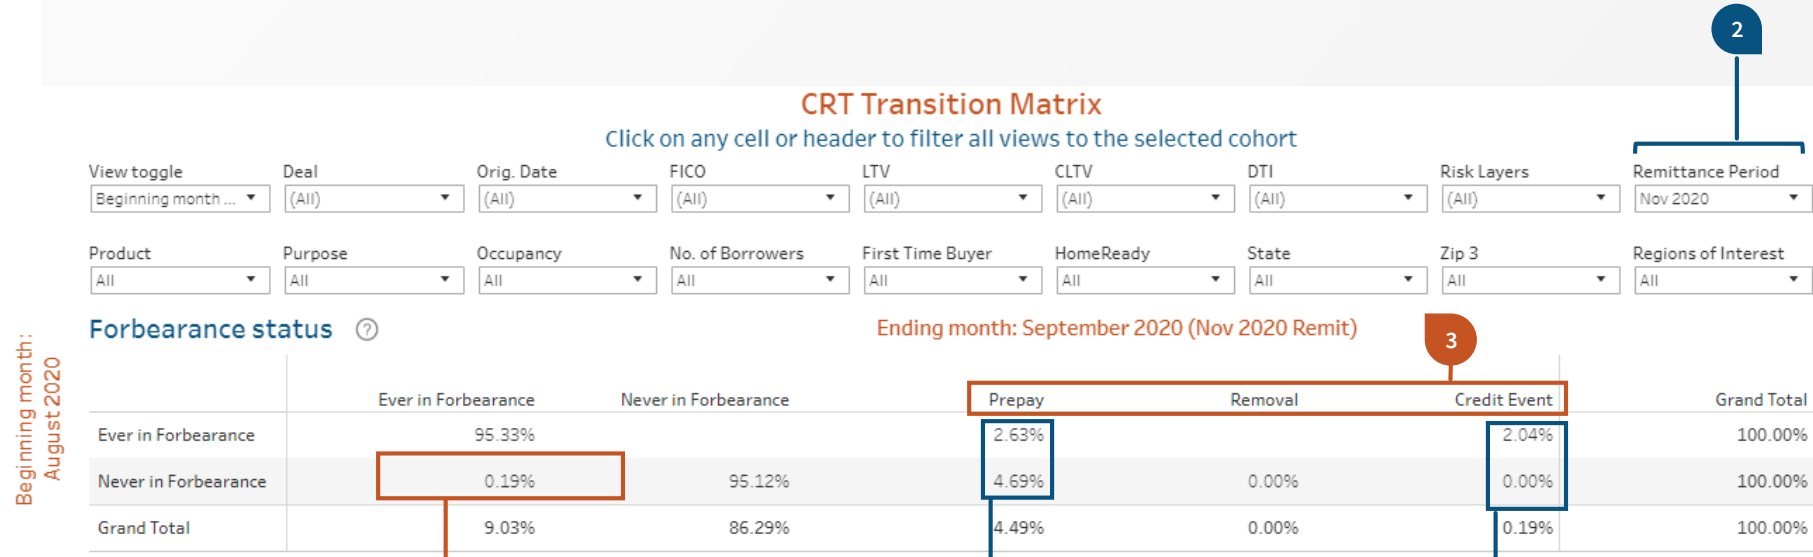 2
CRT Transition Matrix
Click on any cell or header to filter all views to the selected cohort
View toggle Deal Orig. Date FICO LTV CLTV DTI Risk Layers Remittance Period
Beginning month ... (All) (All) (All) (All) (All) (All) (All) Nov 2020
Product Purpose Occupancy No. of Borrowers First Time Buyer HomeReady State Zip 3 Regions of Interest
All All All All All All All All All
Forbearance status ? Ending month: September 2020 (Nov 2020 Remit) 3
Beginning month:
August 2020
Ever in Forbearance Never in Forbearance Prepay Removal Credit Event Grand Total
Ever in Forbearance 95.33% 2.63% 2.04% 100.00%
Never in Forbearance 0.19% 95.12% 4.69% 0.00% 0.00% 100.00%
Grand Total 9.03% 86.29% 4.49% 0.00% 0.19% 100.00%